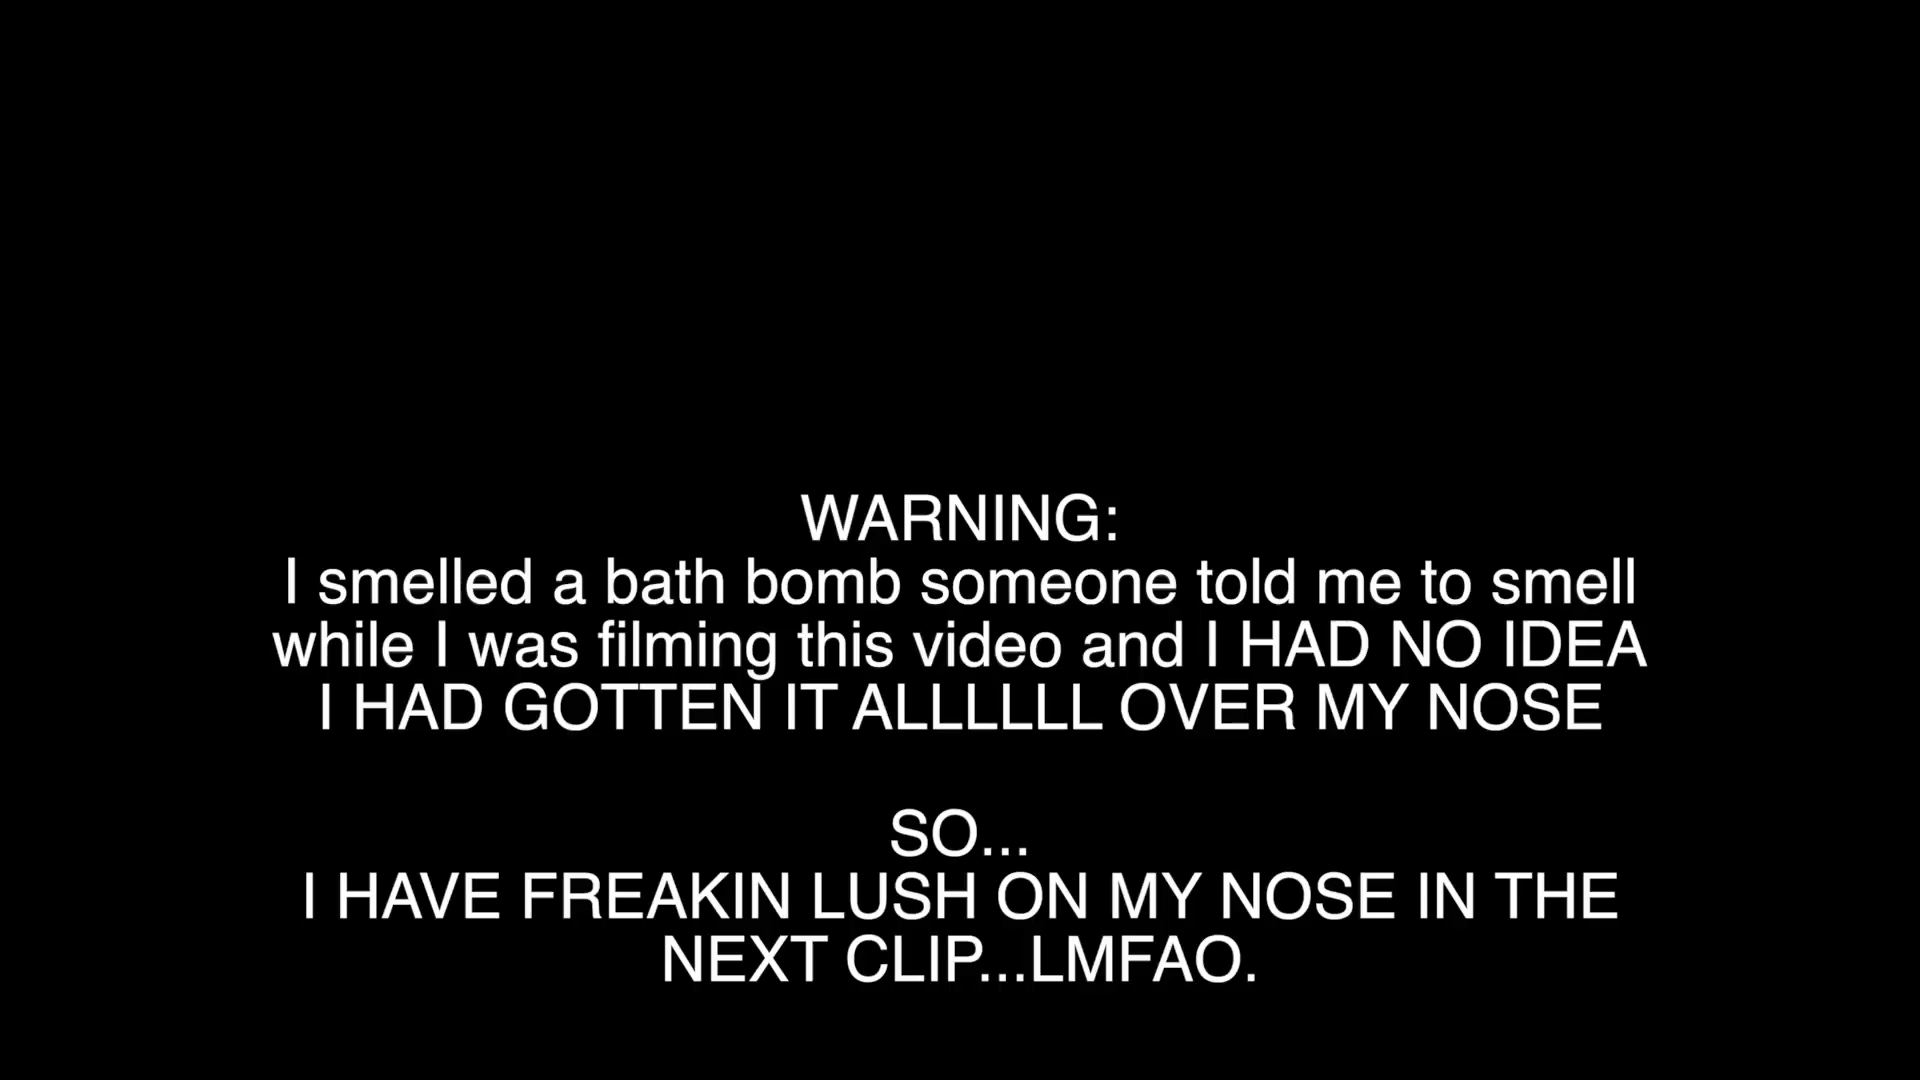 WARNING:
I smelled a bath bomb someone told me to smell
while I was filming this video and I HAD NO IDEA
I HAD GOTTEN IT ALLLLLL OVER MY NOSE
SO...
I HAVE FREAKIN LUSH ON MY NOSE IN THE
NEXT CLIP...LMFAO.